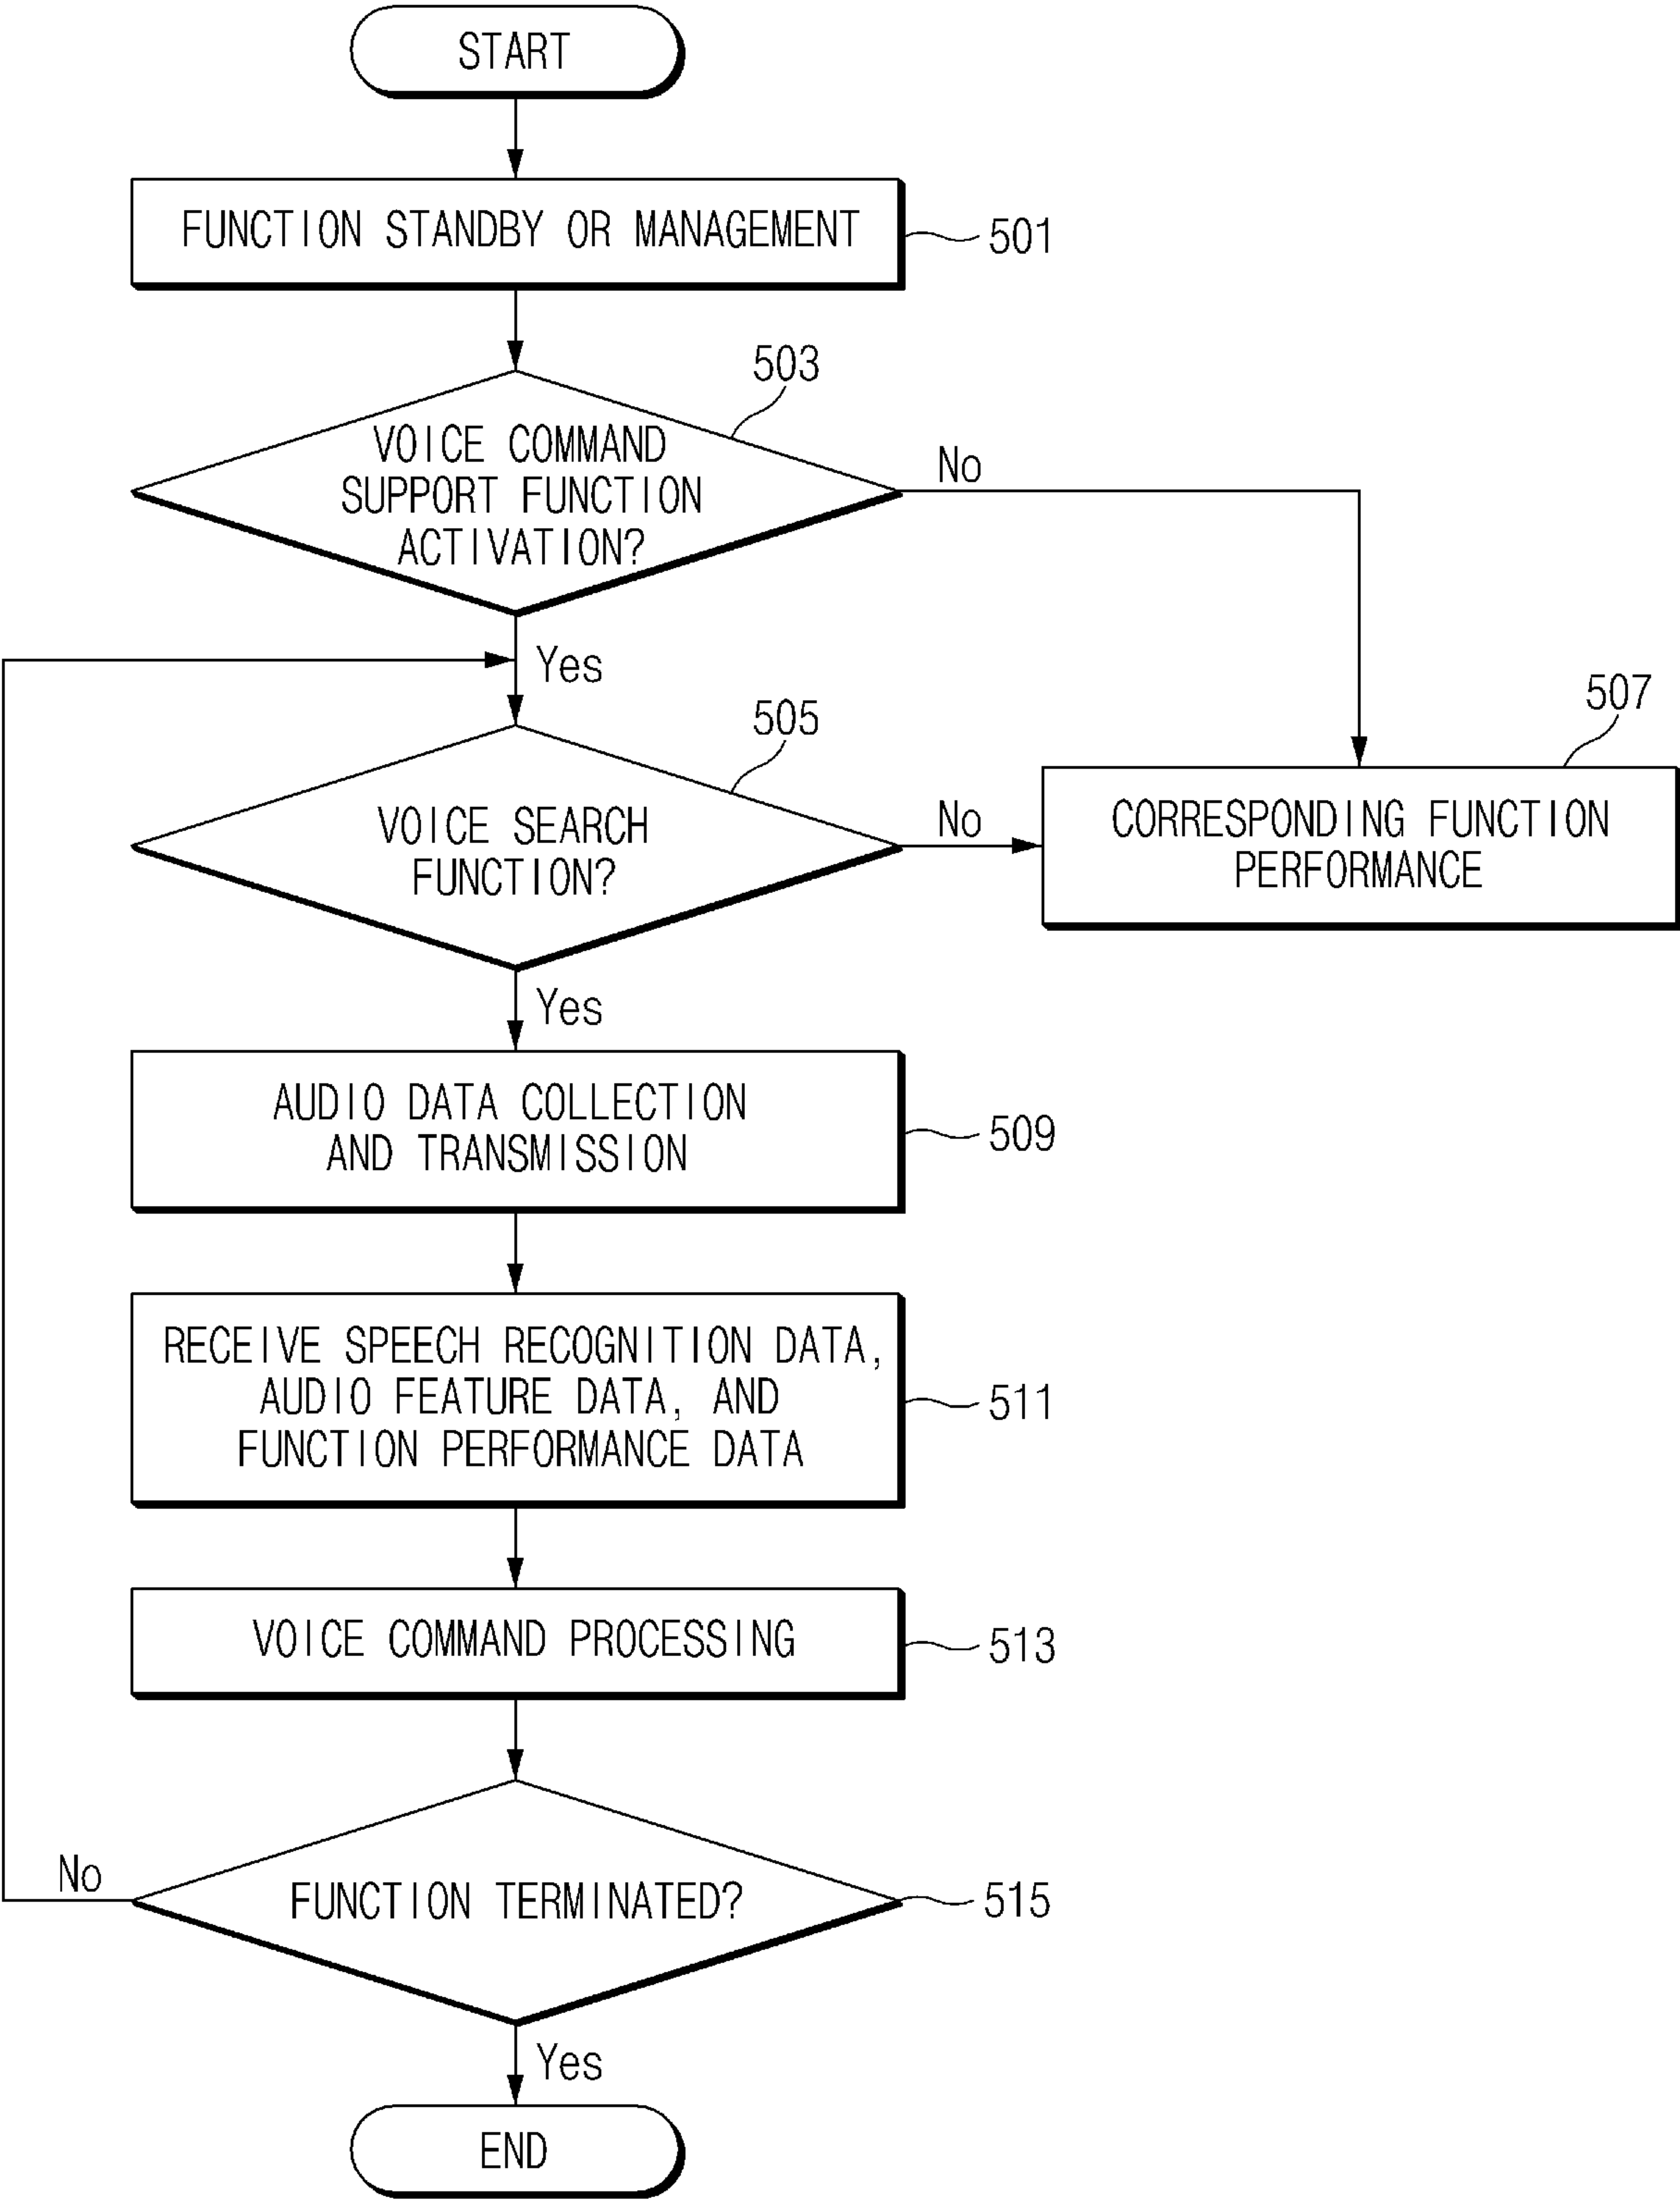 START
FUNCTION STANDBY OR MANAGEMENT
501
503
VOICE COMMAND
SUPPORT FUNCTION
ACTIVATION?
No
Yes
505
VOICE SEARCH
FUNCTION?
No
507
CORRESPONDING FUNCTION
PERFORMANCE
Yes
AUDIO DATA COLLECTION
AND TRANSMISSION
509
RECEIVE SPEECH RECOGNITION DATA,
AUDIO FEATURE DATA, AND
FUNCTION PERFORMANCE DATA
511
VOICE COMMAND PROCESSING
513
No
FUNCTION TERMINATED?
515
Yes
END